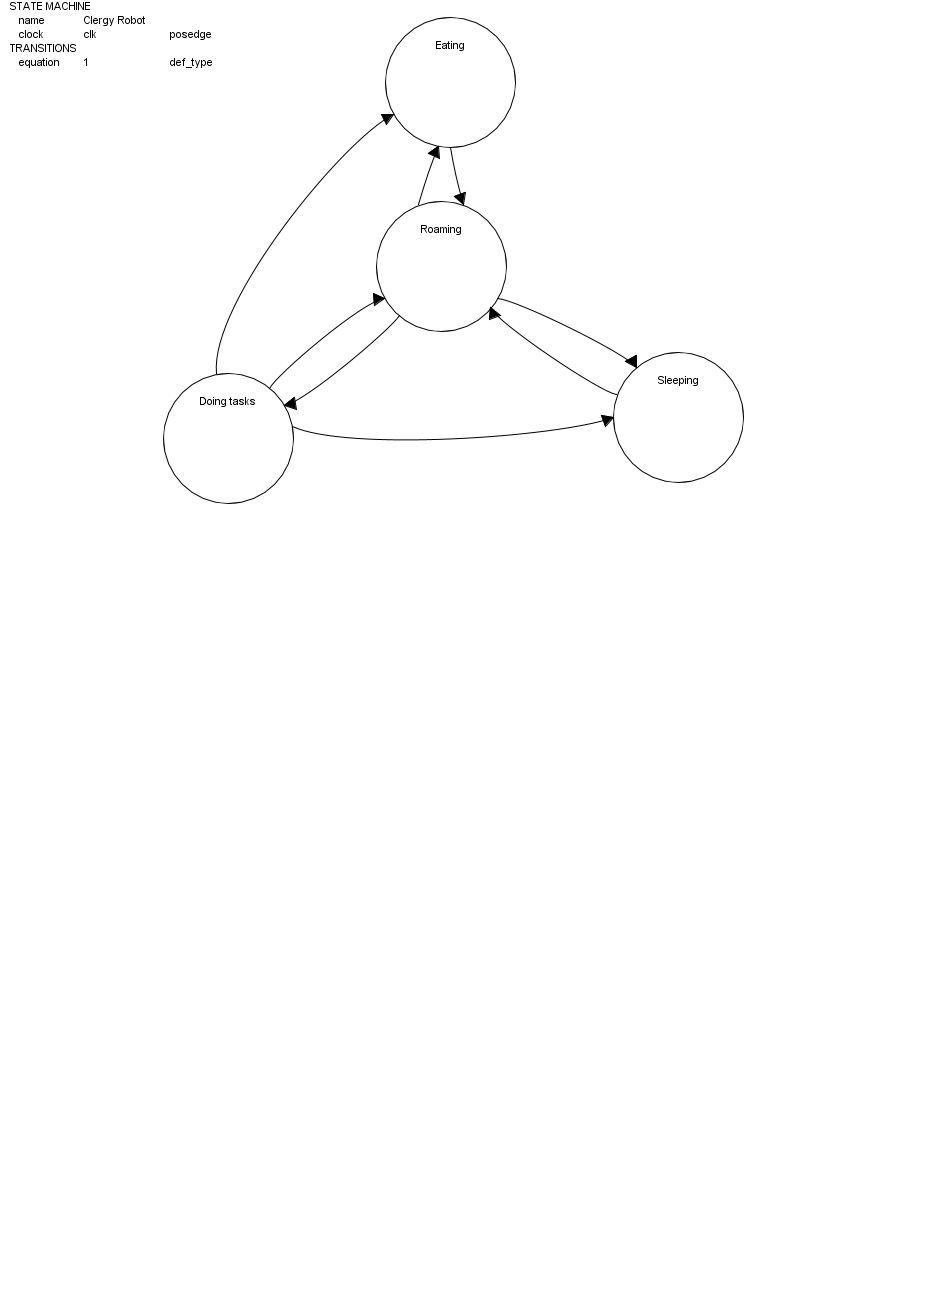 STATE MACHINE
name Clergy Robot
clock clk posedge
TRANSITIONS
equation 1 def_type
Eating
Roaming
Sleeping
Doing tasks